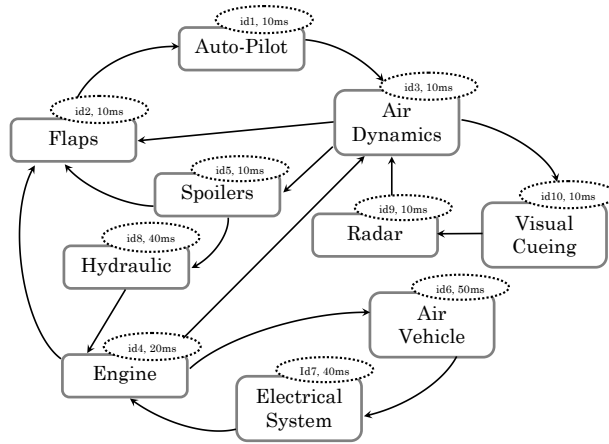 id1, 10ms
Auto-Pilot
id3, 10ms
Air
Dynamics
id2, 10ms
Flaps
id5, 10ms
Spoilers
id10, 10ms
Visual
Cueing
id9, 10ms
Radar
id8, 40ms
Hydraulic
id6, 50ms
Air
Vehicle
id4, 20ms
Engine
Id7, 40ms
Electrical
System